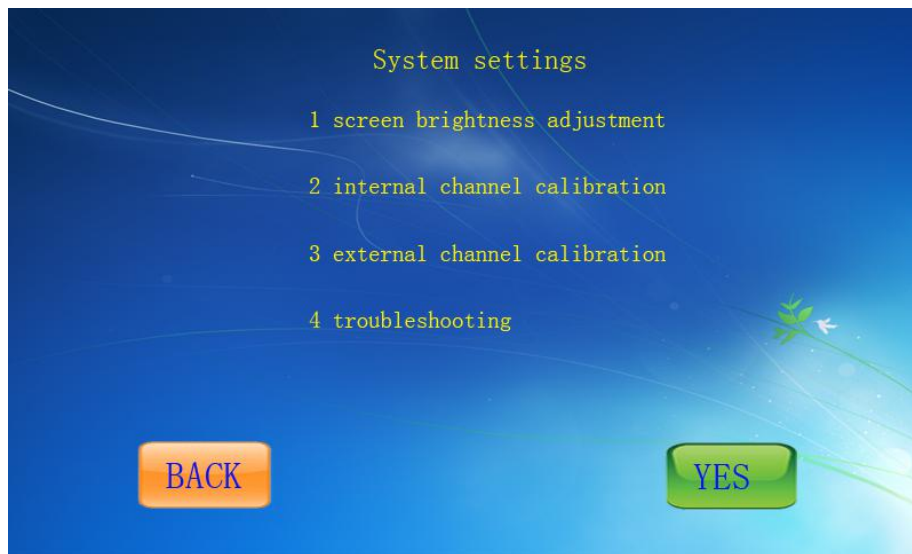 System settings
1 screen brightness adjustment
2 internal channel calibration
3 external channel calibration
4 troubleshooting
BACK
YES